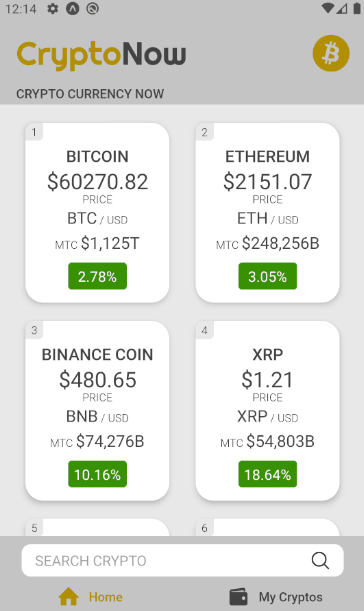 12:14
CryptoNow
CRYPTO CURRENCY NOW
1
BITCOIN
$60270.82
PRICE
BTC / USD
MTC $1,125T
2.78%
2
ETHEREUM
$2151.07
PRICE
ETH / USD
MTC $248,256B
3.05%
3
BINANCE COIN
$480.65
PRICE
BNB / USD
MTC $74,276B
10.16%
4
XRP
$1.21
PRICE
XRP / USD
MTC $54,803B
18.64%
5
6
SEARCH CRYPTO
Home
My Cryptos